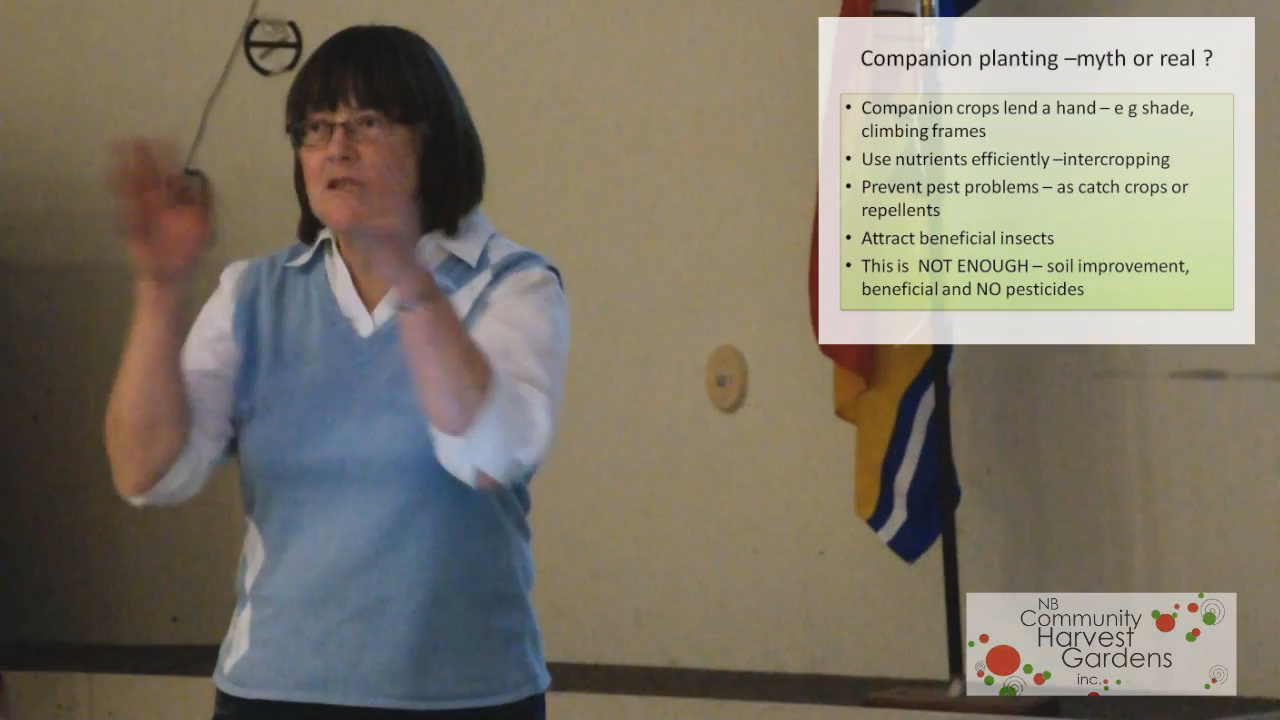 Companion planting –myth or real ?
• Companion crops lend a hand – e g shade,
climbing frames
• Use nutrients efficiently –intercropping
• Prevent pest problems – as catch crops or
repellents
• Attract beneficial insects
• This is  NOT ENOUGH – soil improvement,
beneficial and NO pesticides
NB
Community
Harvest
Gardens
inc.